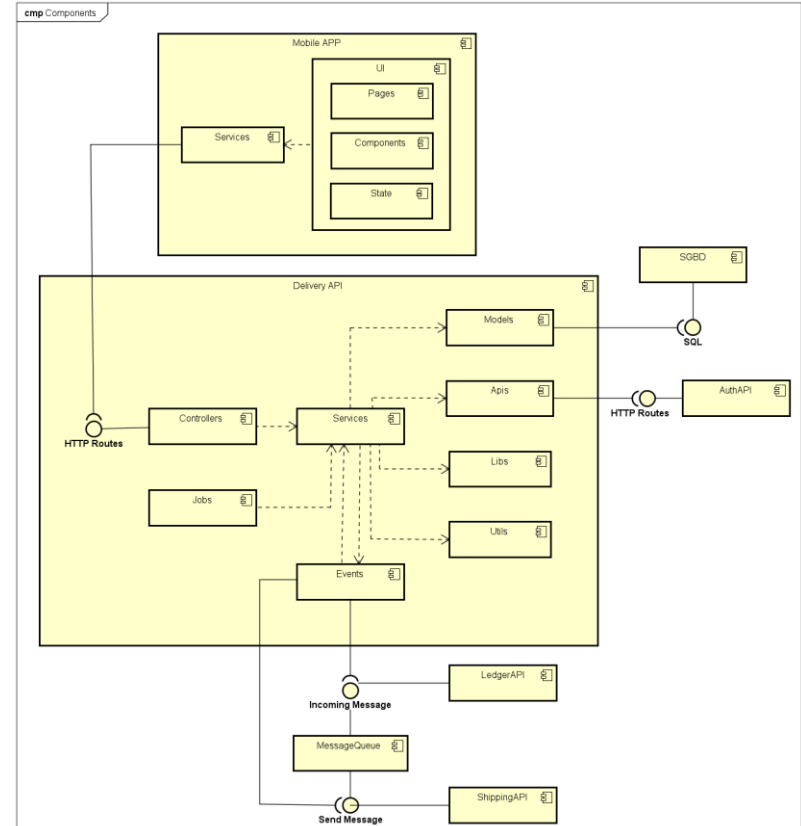 cmp Components
Mobile APP
UI
Pages
Services
Components
State
Delivery API
SGBD
Models
SQL
Apis
AuthAPI
HTTP Routes
Controllers
Services
HTTP Routes
Libs
Jobs
Utils
Events
LedgerAPI
Incoming Message
MessageQueue
ShippingAPI
Send Message